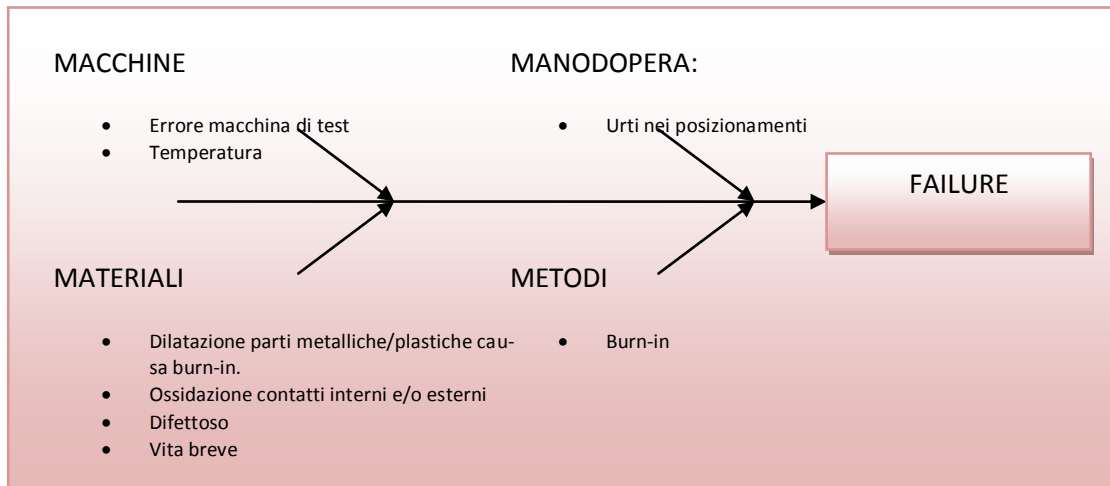 MACCHINE
• Errore macchina di test
• Temperatura
MANODOPERA:
• Urti nei posizionamenti
FAILURE
MATERIALI
• Dilatazione parti metalliche/plastiche cau-
sa burn-in.
• Ossidazione contatti interni e/o esterni
• Difettoso
• Vita breve
METODI
• Burn-in